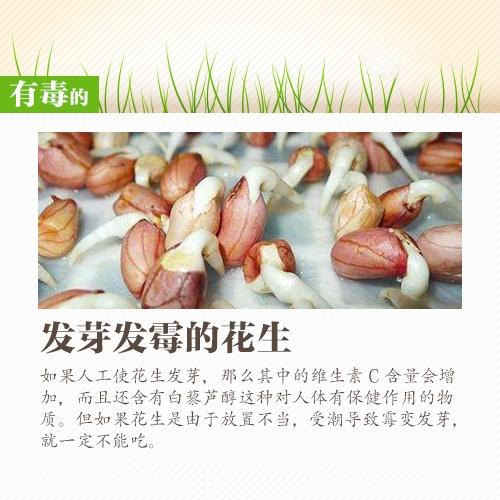 有毒的
发芽发霉的花生
如果人工使花生发芽，那么其中的维生素 C 含量会增
加，而且还含有白藜芦醇这种对人体有保健作用的物
质。但如果花生是由于放置不当，受潮导致霉变发芽，
就一定不能吃。